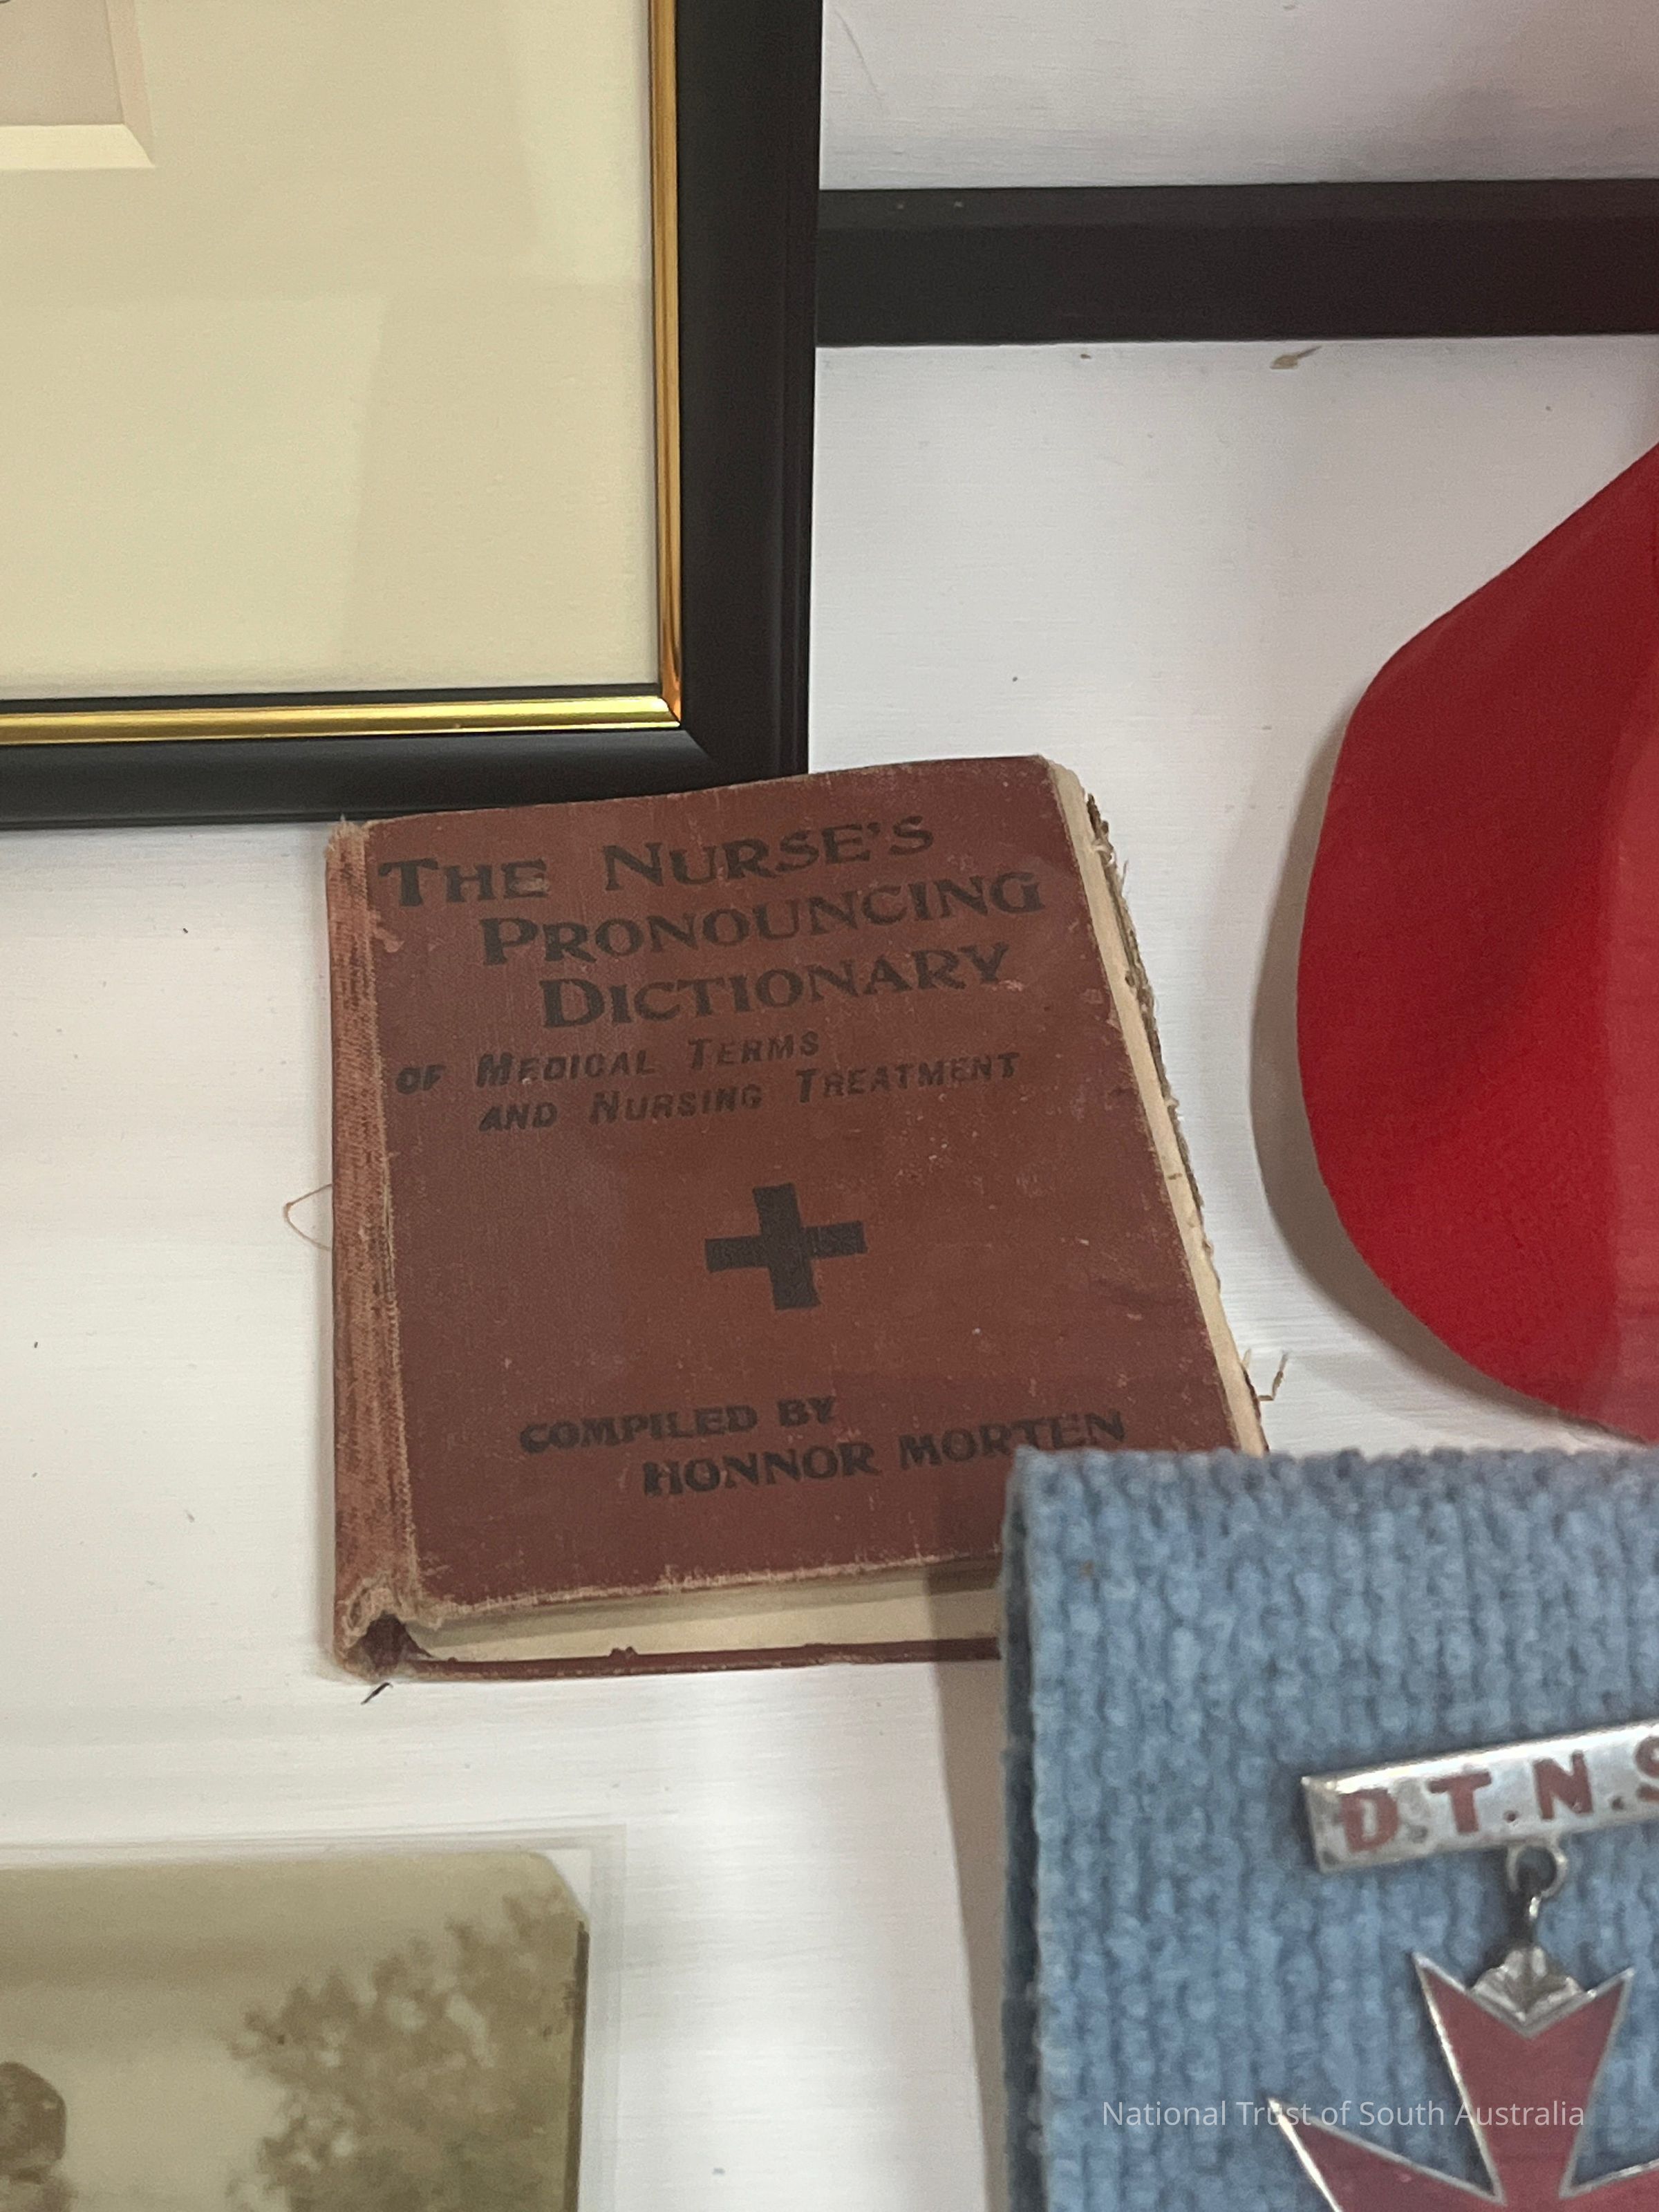 THE NURSE'S
PRONOUNCING
DICTIONARY
OF MEDICAL TERMS
AND NURSING TREATMENT
COMPILED BY
HONNOR MORTEN
D.T.N.S
National Trust of South Australia